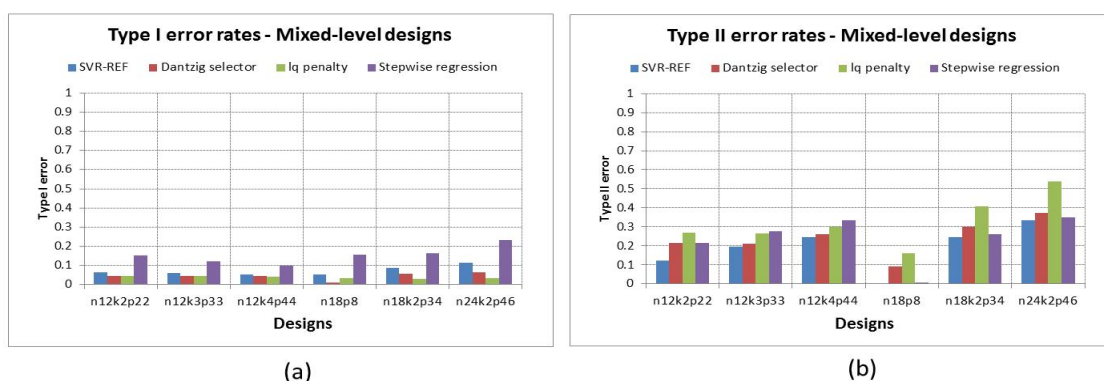 Type I error rates - Mixed-level designs
SVR-REF Dantzig selector lq penalty Stepwise regression
1
0.9
0.8
0.7
0.6
0.5
0.4
0.3
0.2
0.1
0
Type I error
n12k2p22 n12k3p33 n12k4p44 n18p8 n18k2p34 n24k2p46
Designs
(a)
Type II error rates - Mixed-level designs
SVR-REF Dantzig selector lq penalty Stepwise regression
1
0.9
0.8
0.7
0.6
0.5
0.4
0.3
0.2
0.1
0
Type II error
n12k2p22 n12k3p33 n12k4p44 n18p8 n18k2p34 n24k2p46
Designs
(b)